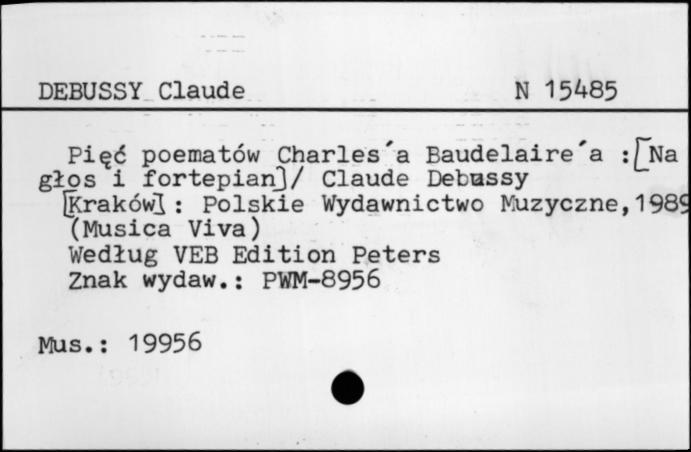 DEBUSSY Claude N 15485
Pięć poematów Charles´a Baudelaire´a :[Na
głos i fortepian]/ Claude Debussy
[Kraków] : Polskie Wydawnictwo Muzyczne, 1989
(Musica Viva)
Według VEB Edition Peters
Znak wydaw.: PWM-8956
Mus.: 19956